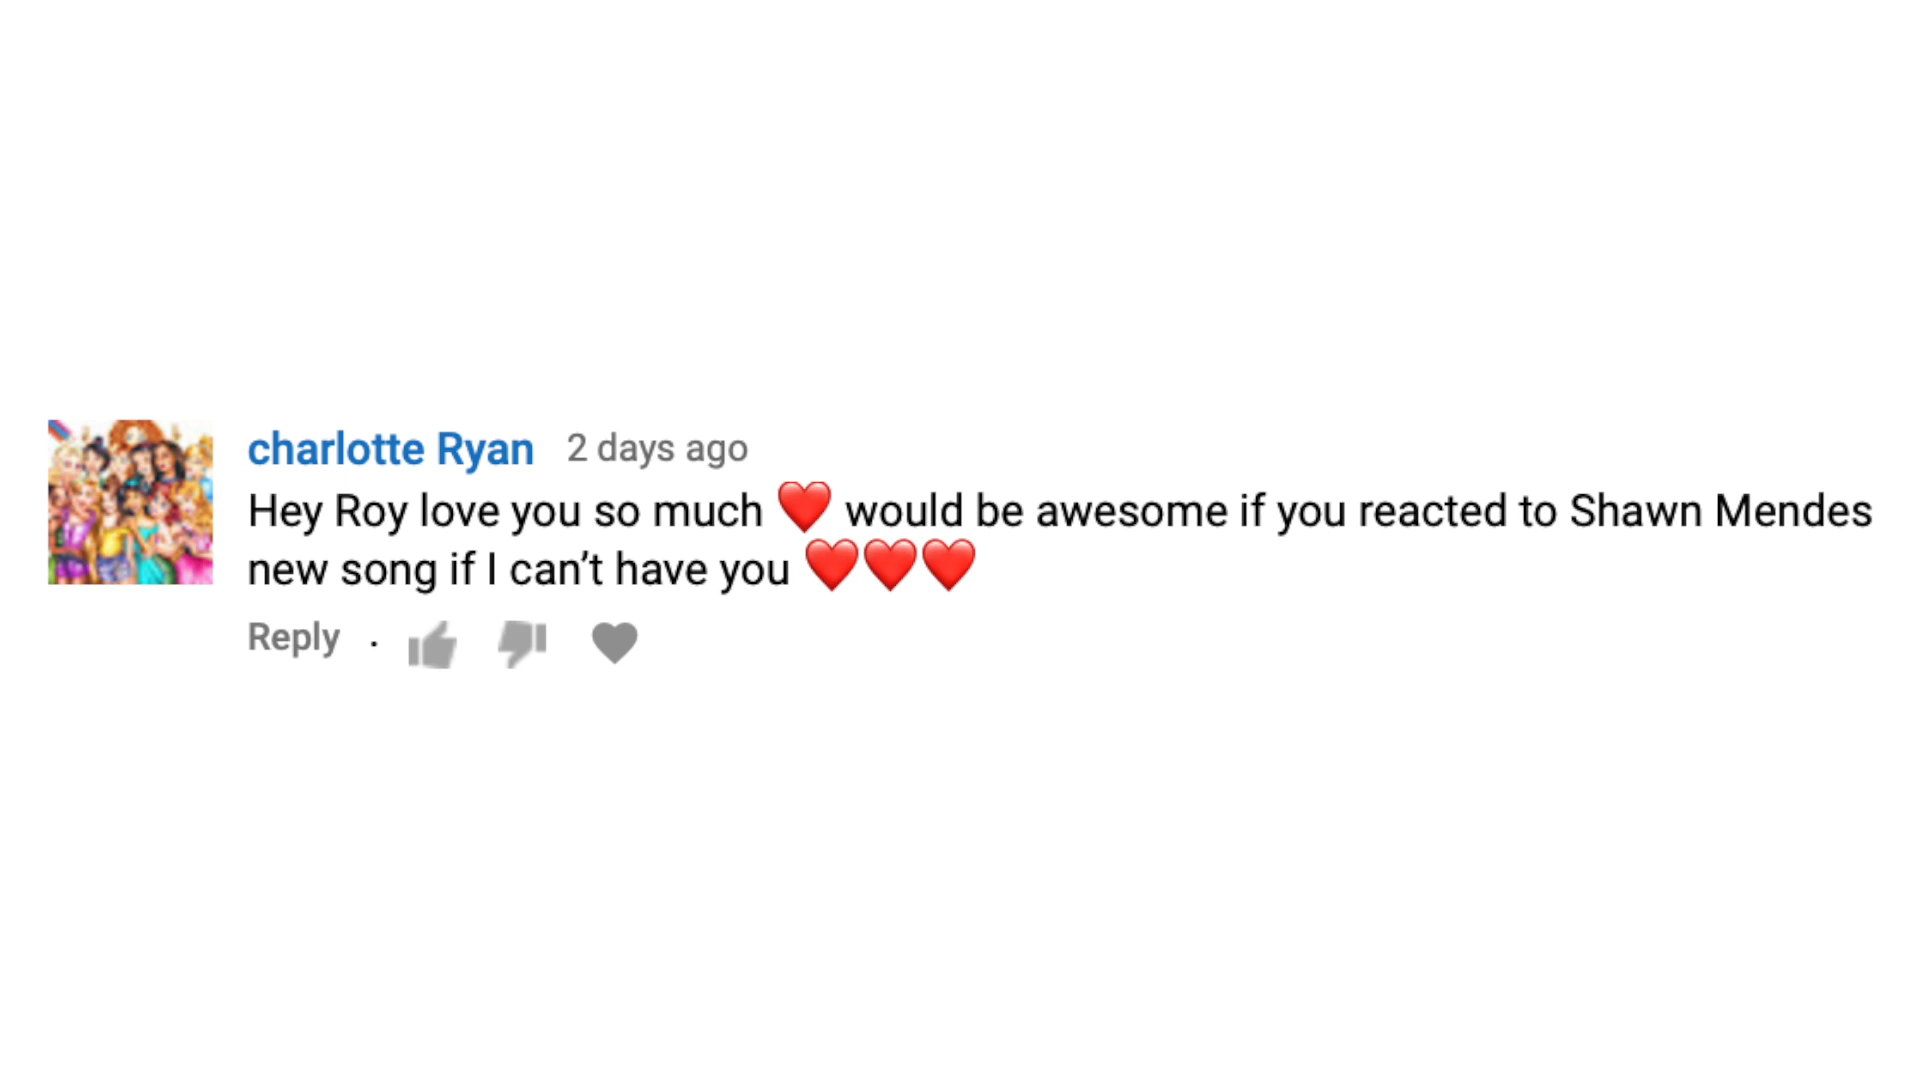 charlotte Ryan 2 days ago
Hey Roy love you so much ❤️ would be awesome if you reacted to Shawn Mendes
new song if I can’t have you ❤️❤️❤️
Reply .